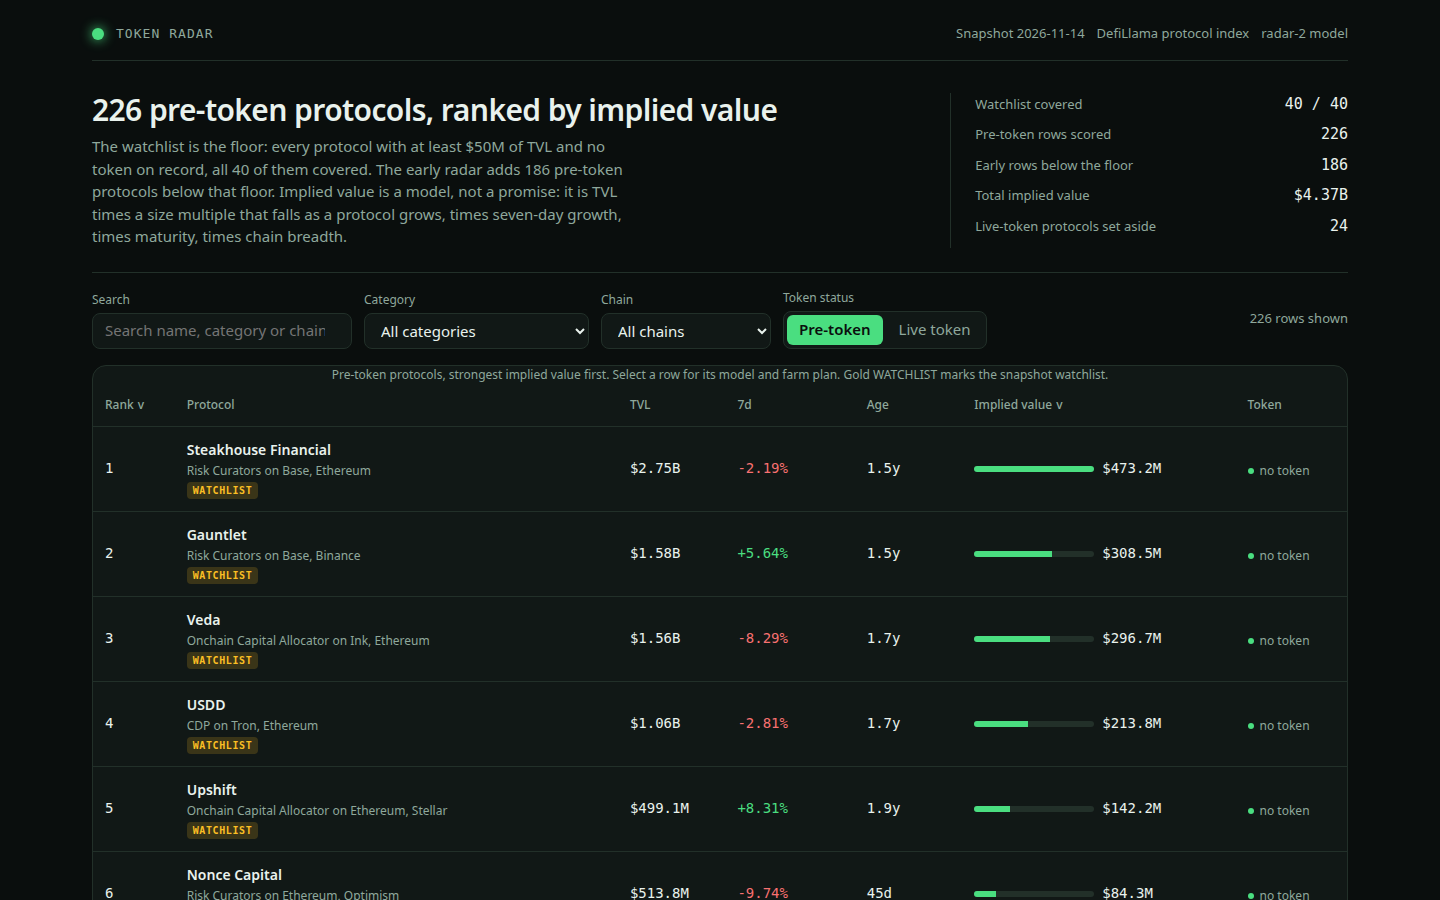 TOKEN RADAR
Snapshot 2026-11-14 DefiLlama protocol index radar-2 model
226 pre-token protocols, ranked by implied value
The watchlist is the floor: every protocol with at least $50M of TVL and no
token on record, all 40 of them covered. The early radar adds 186 pre-token
protocols below that floor. Implied value is a model, not a promise: it is TVL
times a size multiple that falls as a protocol grows, times seven-day growth,
times maturity, times chain breadth.
Watchlist covered 40 / 40
Pre-token rows scored 226
Early rows below the floor 186
Total implied value $4.37B
Live-token protocols set aside 24
Search Category Chain Token status
Search name, category or chain All categories All chains Pre-token Live token
226 rows shown
Pre-token protocols, strongest implied value first. Select a row for its model and farm plan. Gold WATCHLIST marks the snapshot watchlist.
Rank v Protocol TVL 7d Age Implied value v Token
Steakhouse Financial
1 Risk Curators on Base, Ethereum $2.75B -2.19% 1.5y $473.2M no token
WATCHLIST
Gauntlet
2 Risk Curators on Base, Binance $1.58B +5.64% 1.5y $308.5M no token
WATCHLIST
Veda
3 Onchain Capital Allocator on Ink, Ethereum $1.56B -8.29% 1.7y $296.7M no token
WATCHLIST
USDD
4 CDP on Tron, Ethereum $1.06B -2.81% 1.7y $213.8M no token
WATCHLIST
Upshift
5 Onchain Capital Allocator on Ethereum, Stellar $499.1M +8.31% 1.9y $142.2M no token
WATCHLIST
Nonce Capital
6 Risk Curators on Ethereum, Optimism $513.8M -9.74% 45d $84.3M no token